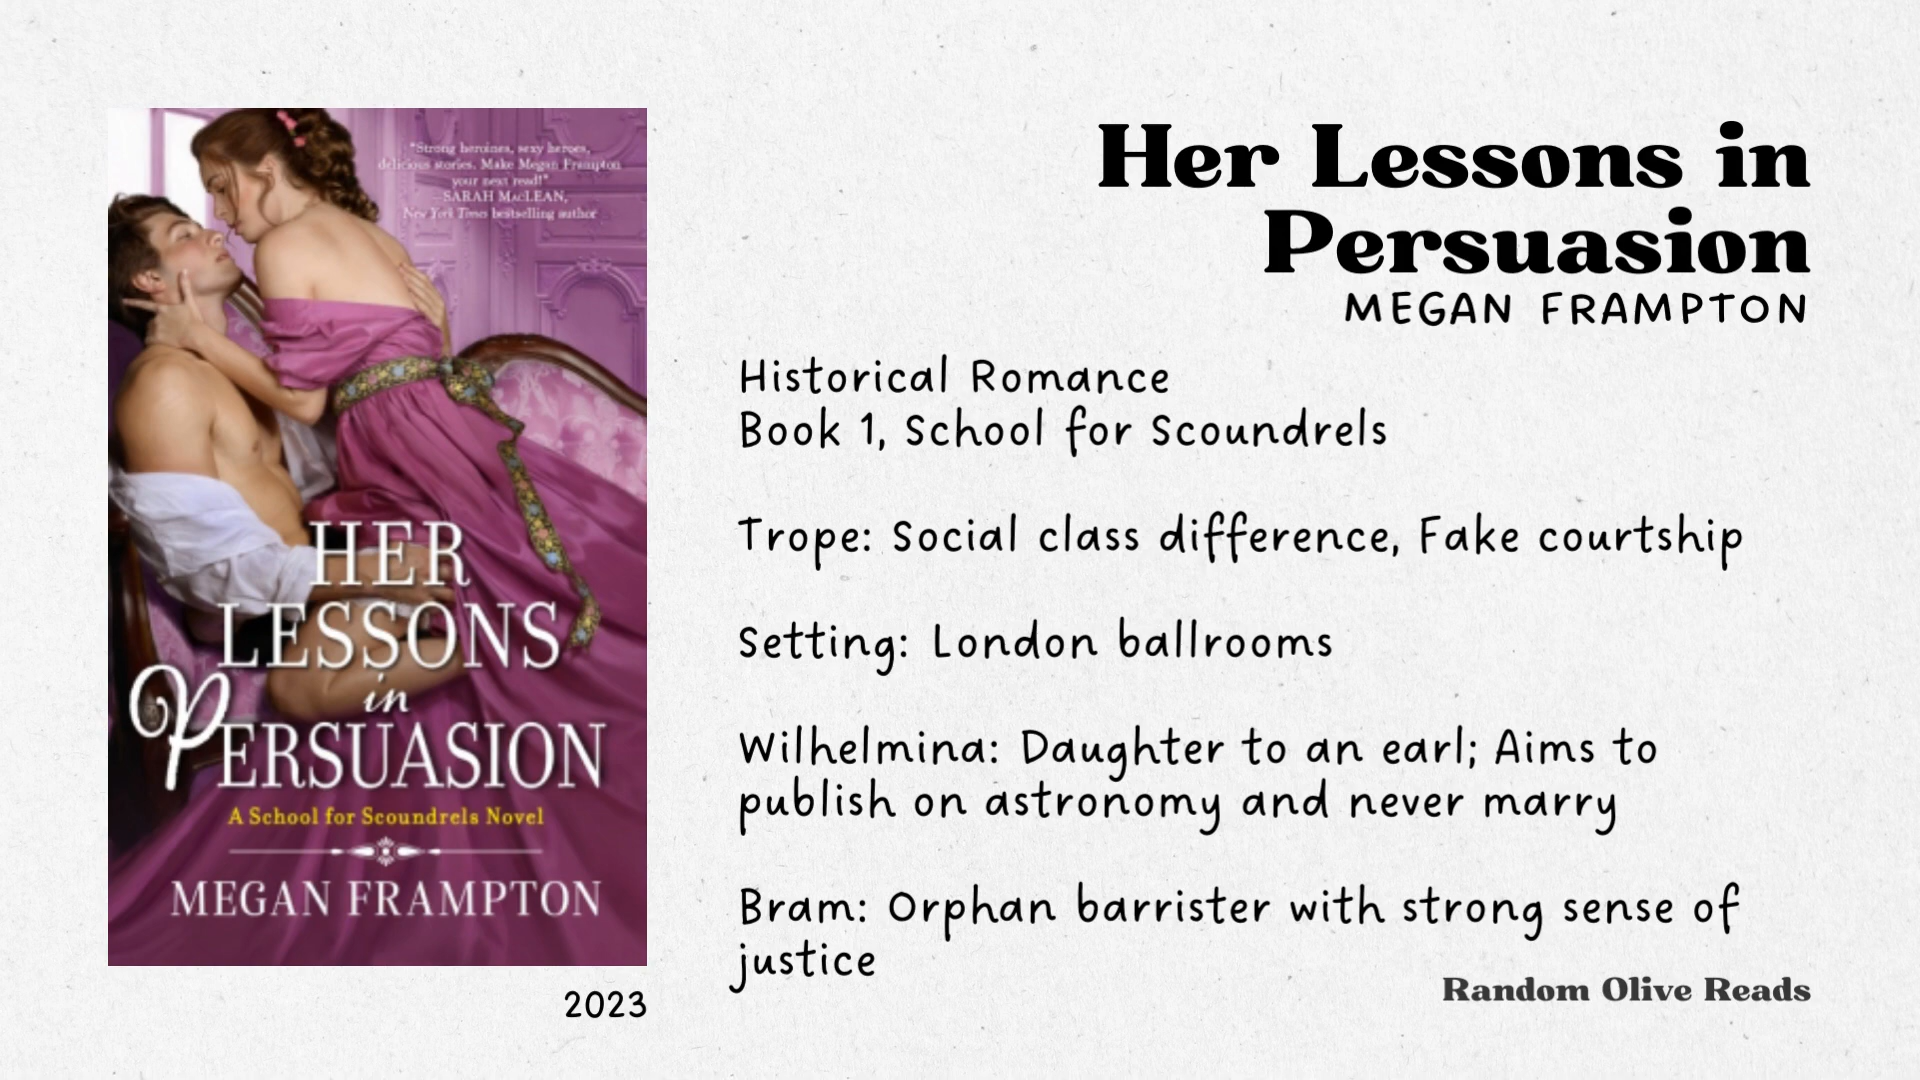 "Strong heroines, sexy heroes,
delicious stories. Make Megan Frampton
your next read!"
—SARAH MACLEAN,
New York Times bestselling author
HER
LESSONS
in
PERSUASION
A School for Scoundrels Novel
MEGAN FRAMPTON
2023
Her Lessons in
Persuasion
MEGAN FRAMPTON
Historical Romance
Book 1, School for Scoundrels
Trope: Social class difference, Fake courtship
Setting: London ballrooms
Wilhelmina: Daughter to an earl; Aims to
publish on astronomy and never marry
Bram: Orphan barrister with strong sense of
justice
Random Olive Reads